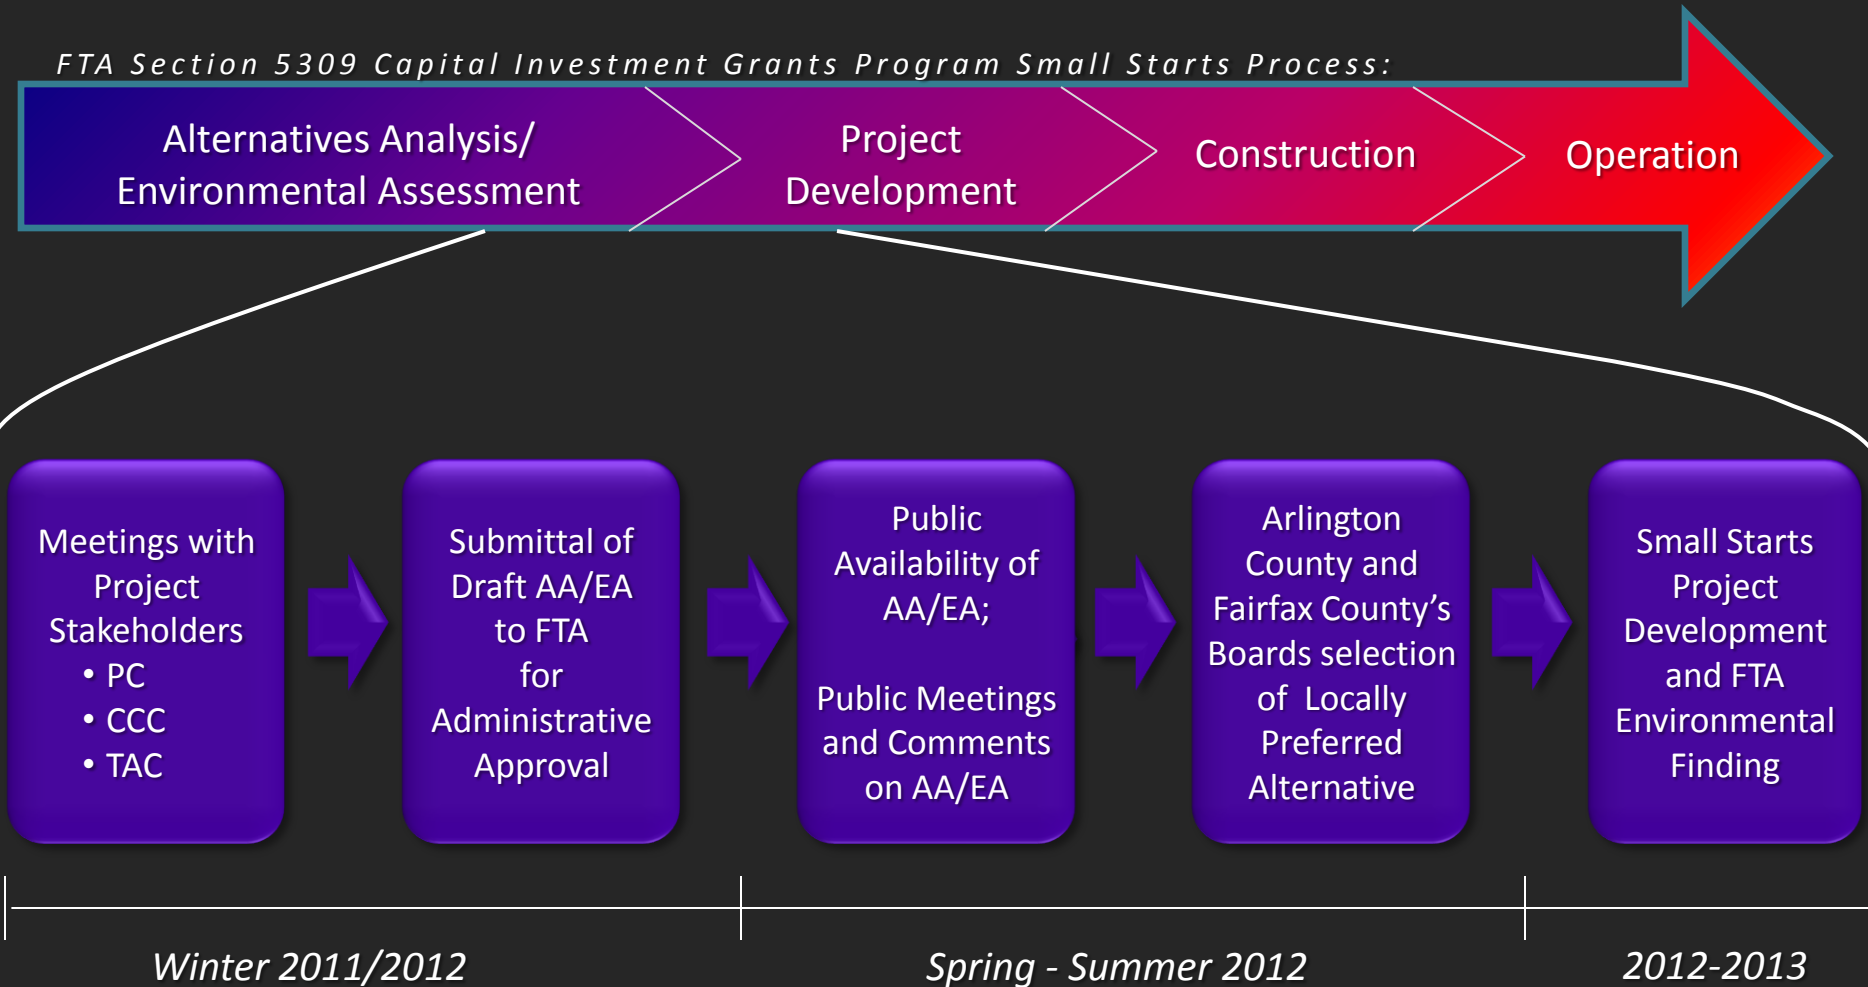 FTA Section 5309 Capital Investment Grants Program Small Starts Process:
Alternatives Analysis/
Environmental Assessment
Project
Development
Construction
Operation
Meetings with
Project
Stakeholders
• PC
• CCC
• TAC
Submittal of
Draft AA/EA
to FTA
for
Administrative
Approval
Public
Availability of
AA/EA;
Public Meetings
and Comments
on AA/EA
Arlington
County and
Fairfax County’s
Boards selection
of Locally
Preferred
Alternative
Small Starts
Project
Development
and FTA
Environmental
Finding
Winter 2011/2012
Spring - Summer 2012
2012-2013